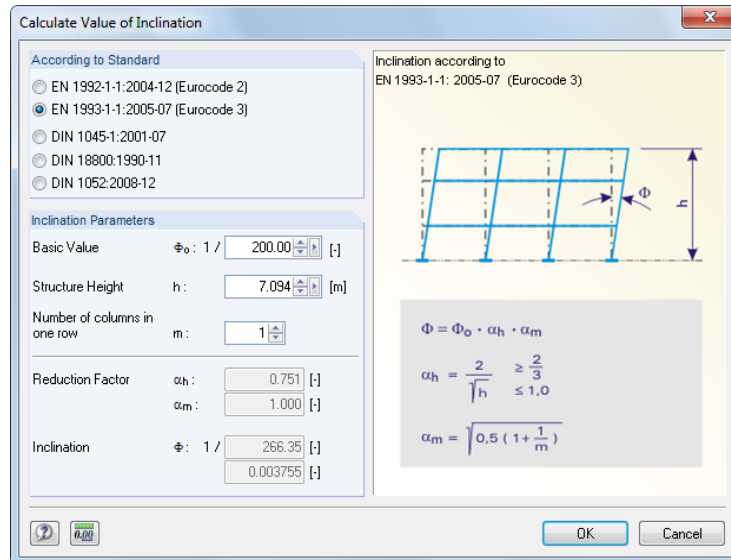 Calculate Value of Inclination
According to Standard
EN 1992-1-1:2004-12 (Eurocode 2)
EN 1993-1-1:2005-07 (Eurocode 3)
DIN 1045-1:2001-07
DIN 18800:1990-11
DIN 1052:2008-12
Inclination Parameters
Basic Value Φo : 1 / 200.00 [-]
Structure Height h : 7.094 [m]
Number of columns in
one row m : 1
Reduction Factor αh : 0.751 [-]
αm : 1.000 [-]
Inclination Φ: 1 / 266.35 [-]
0.003755 [-]
Inclination according to
EN 1993-1-1: 2005-07 (Eurocode 3)
Φ
h
Φ = Φo · αh · αm
αh = 2 / √h ≥ 2/3 ≤ 1,0
αm = √0,5 ( 1 + 1/m )
0.00
OK Cancel